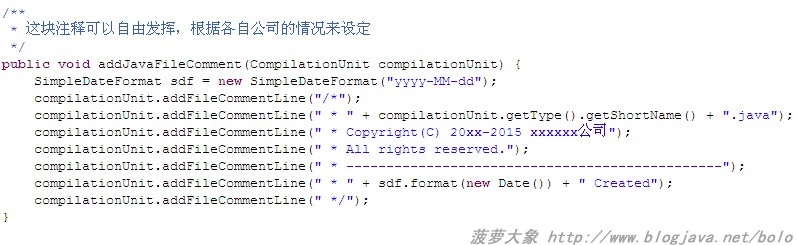 /**
 * 这块注释可以自由发挥，根据各自公司的情况来设定
 */
public void addJavaFileComment(CompilationUnit compilationUnit) {
    SimpleDateFormat sdf = new SimpleDateFormat("yyyy-MM-dd");
    compilationUnit.addFileCommentLine("/*");
    compilationUnit.addFileCommentLine(" * " + compilationUnit.getType().getShortName() + ".java");
    compilationUnit.addFileCommentLine(" * Copyright(C) 20xx-2015 xxxxxx公司");
    compilationUnit.addFileCommentLine(" * All rights reserved.");
    compilationUnit.addFileCommentLine(" * -----------------------------------------------");
    compilationUnit.addFileCommentLine(" * " + sdf.format(new Date()) + " Created");
    compilationUnit.addFileCommentLine(" */");
}
菠萝大象 http://www.blogjava.net/bolo